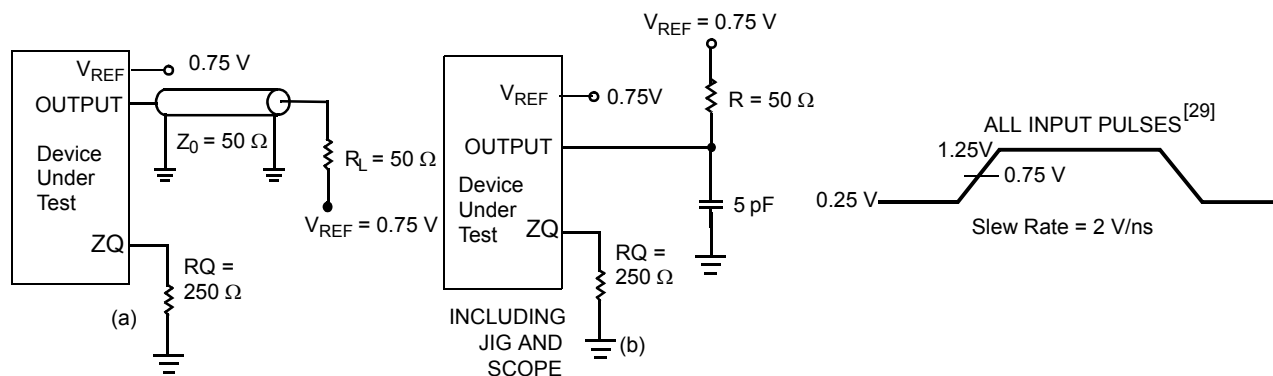 V_REF 0.75 V
OUTPUT
Z_0 = 50 Ω
Device
Under
Test
R_L = 50 Ω
V_REF = 0.75 V
ZQ
RQ =
250 Ω
(a)
V_REF = 0.75 V
V_REF 0.75V
R = 50 Ω
OUTPUT
Device
Under
Test
5 pF
ZQ
RQ =
250 Ω
INCLUDING
JIG AND
SCOPE
(b)
ALL INPUT PULSES[29]
1.25V
0.75 V
0.25 V
Slew Rate = 2 V/ns